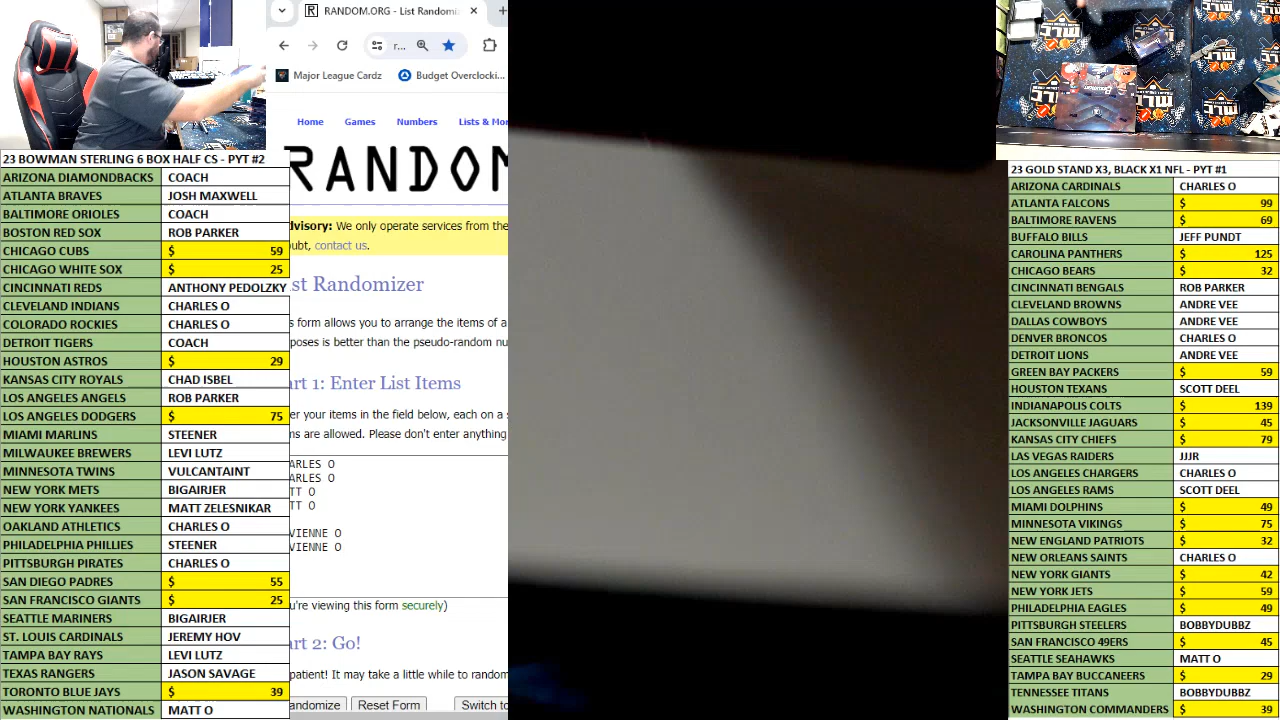 RANDOM.ORG - List Randomiz
r...
Major League Cardz
Budget Overclocki
Home Games Numbers Lists & Mo
RANDOM
dvisory: We only operate services from the
oubt, contact us.
st Randomizer
s form allows you to arrange the items of a
poses is better than the pseudo-random nu
art 1: Enter List Items
er your items in the field below, each on a s
ms are allowed. Please don't enter anything
ARLES O
ARLES O
TT O
TT O
VIENNE O
VIENNE O
u're viewing this form securely)
art 2: Go!
patient! It may take a little while to random
andomize Reset Form Switch to
23 BOWMAN STERLING 6 BOX HALF CS - PYT #2
ARIZONA DIAMONDBACKS COACH
ATLANTA BRAVES JOSH MAXWELL
BALTIMORE ORIOLES COACH
BOSTON RED SOX ROB PARKER
CHICAGO CUBS $ 59
CHICAGO WHITE SOX $ 25
CINCINNATI REDS ANTHONY PEDOLZKY
CLEVELAND INDIANS CHARLES O
COLORADO ROCKIES CHARLES O
DETROIT TIGERS COACH
HOUSTON ASTROS $ 29
KANSAS CITY ROYALS CHAD ISBEL
LOS ANGELES ANGELS ROB PARKER
LOS ANGELES DODGERS $ 75
MIAMI MARLINS STEENER
MILWAUKEE BREWERS LEVI LUTZ
MINNESOTA TWINS VULCANTAINT
NEW YORK METS BIGAIRJER
NEW YORK YANKEES MATT ZELESNIKAR
OAKLAND ATHLETICS CHARLES O
PHILADELPHIA PHILLIES STEENER
PITTSBURGH PIRATES CHARLES O
SAN DIEGO PADRES $ 55
SAN FRANCISCO GIANTS $ 25
SEATTLE MARINERS BIGAIRJER
ST. LOUIS CARDINALS JEREMY HOV
TAMPA BAY RAYS LEVI LUTZ
TEXAS RANGERS JASON SAVAGE
TORONTO BLUE JAYS $ 39
WASHINGTON NATIONALS MATT O
23 GOLD STAND X3, BLACK X1 NFL - PYT #1
ARIZONA CARDINALS CHARLES O
ATLANTA FALCONS $ 99
BALTIMORE RAVENS $ 69
BUFFALO BILLS JEFF PUNDT
CAROLINA PANTHERS $ 125
CHICAGO BEARS $ 32
CINCINNATI BENGALS ROB PARKER
CLEVELAND BROWNS ANDRE VEE
DALLAS COWBOYS ANDRE VEE
DENVER BRONCOS CHARLES O
DETROIT LIONS ANDRE VEE
GREEN BAY PACKERS $ 59
HOUSTON TEXANS SCOTT DEEL
INDIANAPOLIS COLTS $ 139
JACKSONVILLE JAGUARS $ 45
KANSAS CITY CHIEFS $ 79
LAS VEGAS RAIDERS JJJR
LOS ANGELES CHARGERS CHARLES O
LOS ANGELES RAMS SCOTT DEEL
MIAMI DOLPHINS $ 49
MINNESOTA VIKINGS $ 75
NEW ENGLAND PATRIOTS $ 32
NEW ORLEANS SAINTS CHARLES O
NEW YORK GIANTS $ 42
NEW YORK JETS $ 59
PHILADELPHIA EAGLES $ 49
PITTSBURGH STEELERS BOBBYDUBBZ
SAN FRANCISCO 49ERS $ 45
SEATTLE SEAHAWKS MATT O
TAMPA BAY BUCCANEERS $ 29
TENNESSEE TITANS BOBBYDUBBZ
WASHINGTON COMMANDERS $ 39